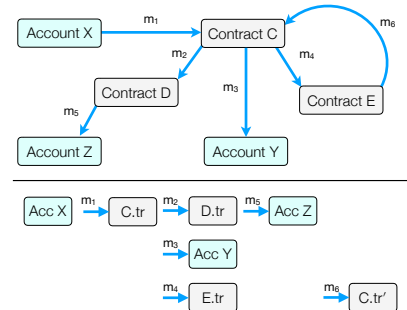 Account X m₁ Contract C m₆
m₂ m₄
m₃
Contract D Contract E
m₅
Account Z Account Y
Acc X m₁ C.tr m₂ D.tr m₅ Acc Z
m₃ Acc Y
m₄ E.tr m₆ C.tr′